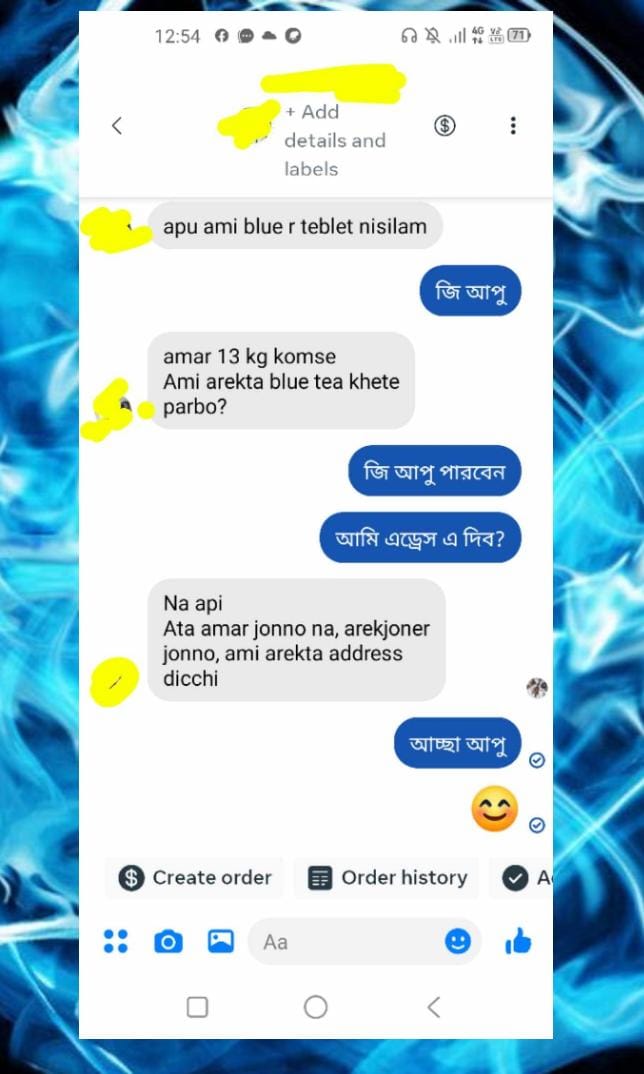 12:54
4G
VoLTE
71
+ Add
details and
labels
apu ami blue r teblet nisilam
জি আপু
amar 13 kg komse
Ami arekta blue tea khete
parbo?
জি আপু পারবেন
আমি এড্রেস এ দিব?
Na api
Ata amar jonno na, arekjoner
jonno, ami arekta address
dicchi
আচ্ছা আপু
Create order
Order history
Aa